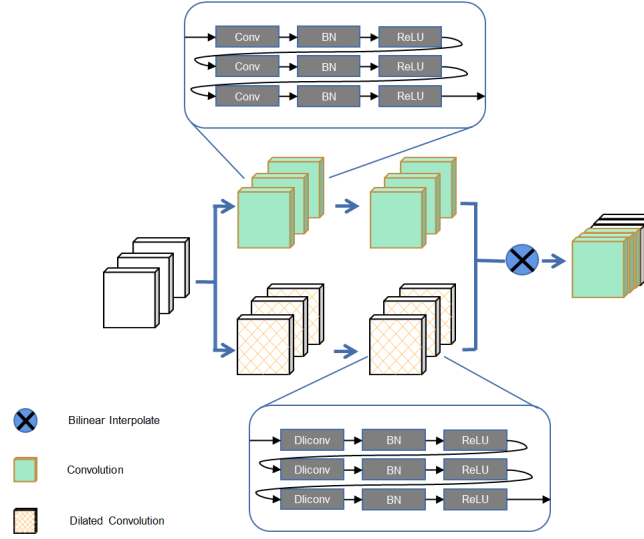 Conv BN ReLU
Conv BN ReLU
Conv BN ReLU
Bilinear Interpolate
Convolution
Dilated Convolution
Dliconv BN ReLU
Dliconv BN ReLU
Dliconv BN ReLU